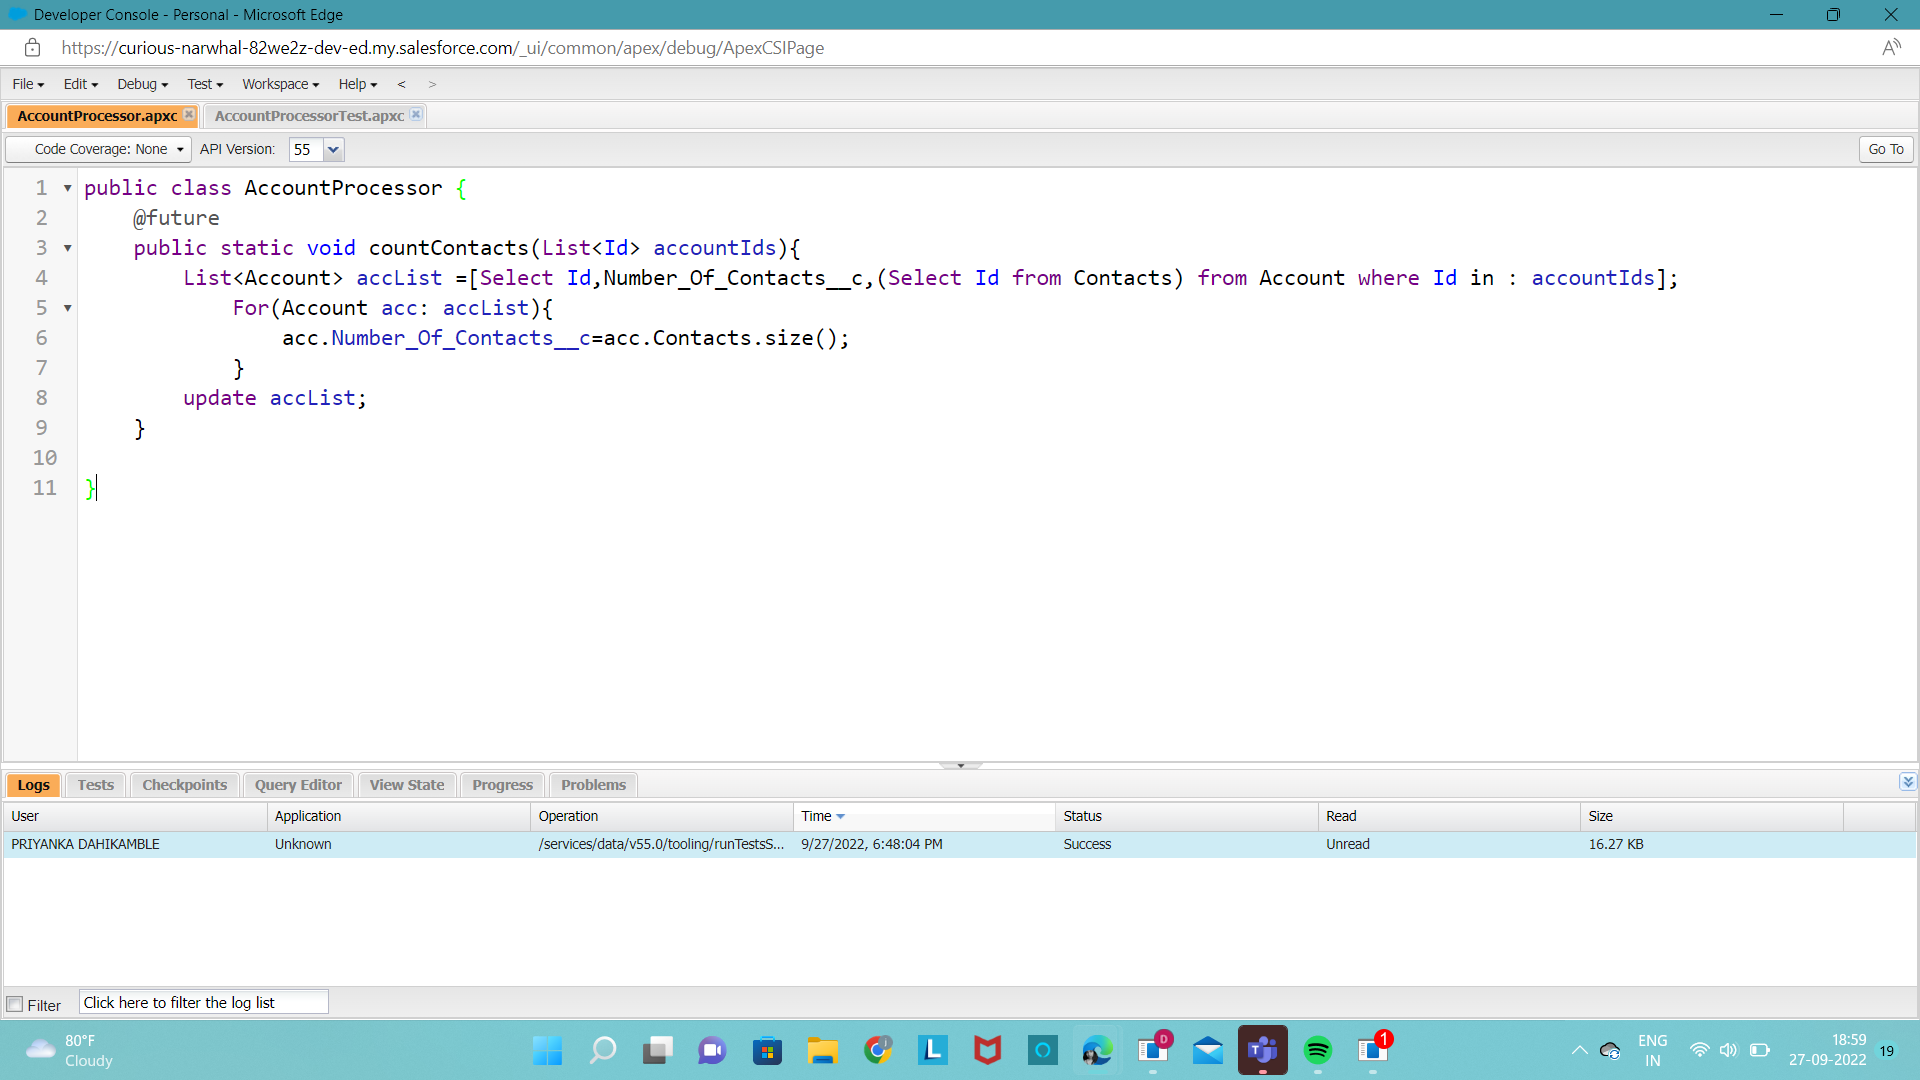 Developer Console - Personal - Microsoft Edge
https://curious-narwhal-82we2z-dev-ed.my.salesforce.com/_ui/common/apex/debug/ApexCSIPage
File Edit Debug Test Workspace Help < >
AccountProcessor.apxc AccountProcessorTest.apxc
Code Coverage: None API Version: 55 Go To
1 public class AccountProcessor {
2 @future
3 public static void countContacts(List<Id> accountIds){
4 List<Account> accList =[Select Id,Number_Of_Contacts__c,(Select Id from Contacts) from Account where Id in : accountIds];
5 For(Account acc: accList){
6 acc.Number_Of_Contacts__c=acc.Contacts.size();
7 }
8 update accList;
9 }
10
11 }
Logs Tests Checkpoints Query Editor View State Progress Problems
User Application Operation Time Status Read Size
PRIYANKA DAHIKAMBLE Unknown /services/data/v55.0/tooling/runTestsS... 9/27/2022, 6:48:04 PM Success Unread 16.27 KB
Filter Click here to filter the log list
80°F
Cloudy
L
D
T
1
ENG
IN
18:59
27-09-2022
19